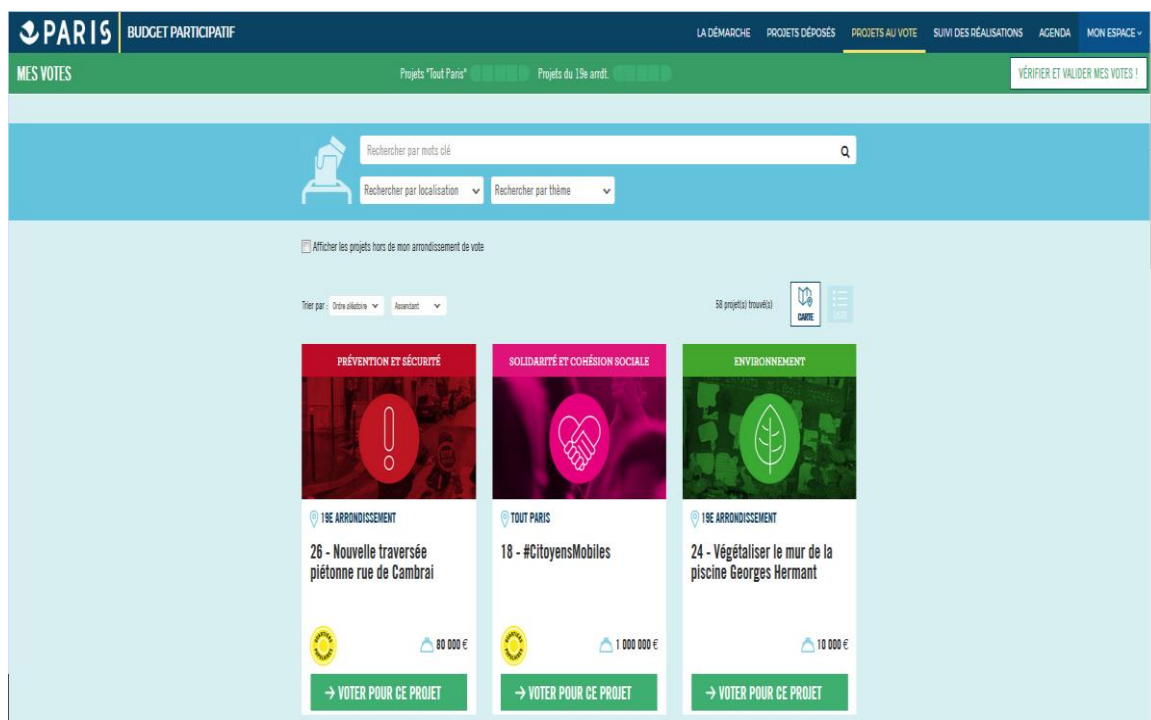 PARIS BUDGET PARTICIPATIF LA DÉMARCHE PROJETS DÉPOSÉS PROJETS AU VOTE SUIVI DES RÉALISATIONS AGENDA MON ESPACE
MES VOTES Projets "Tout Paris" Projets du 19e arrdt. VÉRIFIER ET VALIDER MES VOTES !
Rechercher par mots clé
Rechercher par localisation Rechercher par thème
Afficher les projets hors de mon arrondissement de vote
Trier par : Ordre aléatoire Ascendant 58 projet(s) trouvé(s) CARTE LISTE
PRÉVENTION ET SÉCURITÉ SOLIDARITÉ ET COHÉSION SOCIALE ENVIRONNEMENT
19E ARRONDISSEMENT TOUT PARIS 19E ARRONDISSEMENT
26 - Nouvelle traversée
piétonne rue de Cambrai
18 - #CitoyensMobiles
24 - Végétaliser le mur de la
piscine Georges Hermant
QUARTIERS POPULAIRES 80 000 € QUARTIERS POPULAIRES 1 000 000 € 10 000 €
→ VOTER POUR CE PROJET → VOTER POUR CE PROJET → VOTER POUR CE PROJET